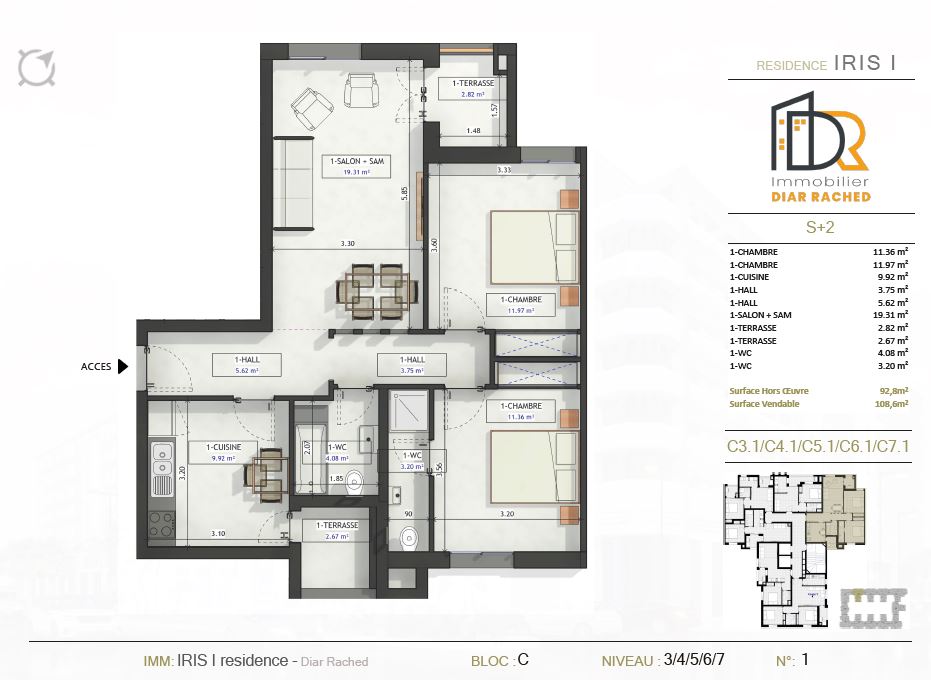 RESIDENCE IRIS I
DR
Immobilier
DIAR RACHED
S+2
1-CHAMBRE 11.36 m²
1-CHAMBRE 11.97 m²
1-CUISINE 9.92 m²
1-HALL 3.75 m²
1-HALL 5.62 m²
1-SALON + SAM 19.31 m²
1-TERRASSE 2.82 m²
1-TERRASSE 2.67 m²
1-WC 4.08 m²
1-WC 3.20 m²
Surface Hors Œuvre 92,8m²
Surface Vendable 108,6m²
C3.1/C4.1/C5.1/C6.1/C7.1
1-TERRASSE
2.82 m²
1.57
1.48
1-SALON + SAM
19.31 m²
5.85
3.30
3.33
3.60
1-CHAMBRE
11.97 m²
ACCES
1-HALL
5.62 m²
1-HALL
3.75 m²
1-CUISINE
9.92 m²
3.20
3.10
2.07
1-WC
4.08 m²
1.85
1-WC
3.20 m²
90
1-CHAMBRE
11.36 m²
3.56
3.20
1-TERRASSE
2.67 m²
IMM: IRIS I residence - Diar Rached
BLOC : C
NIVEAU : 3/4/5/6/7
N°: 1